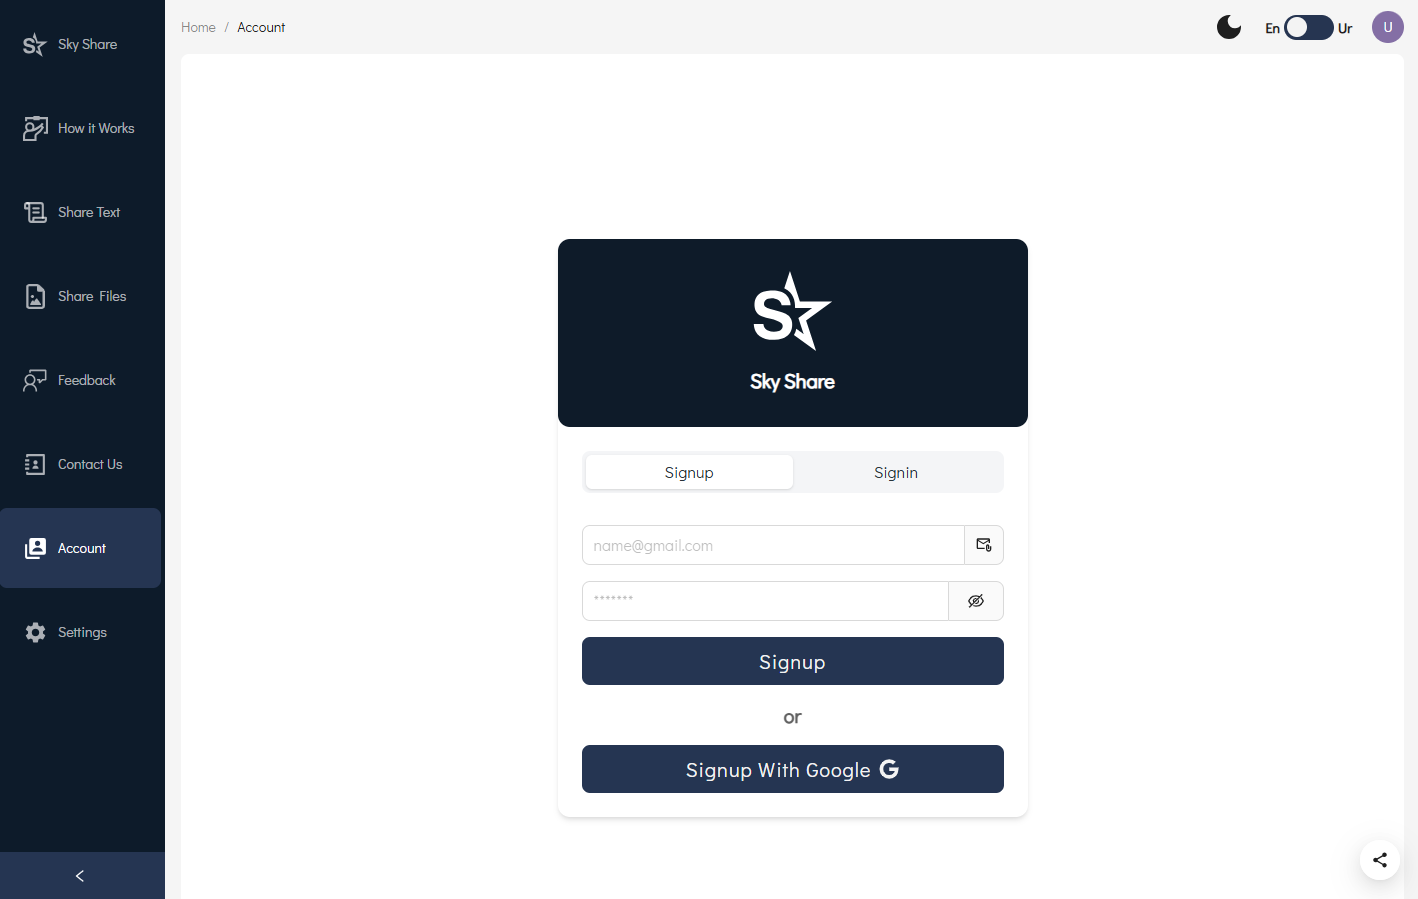 Sky Share
How it Works
Share Text
Share Files
Feedback
Contact Us
Account
Settings
Home / Account
En Ur
U
S
Sky Share
Signup Signin
name@gmail.com
*******
Signup
or
Signup With Google G